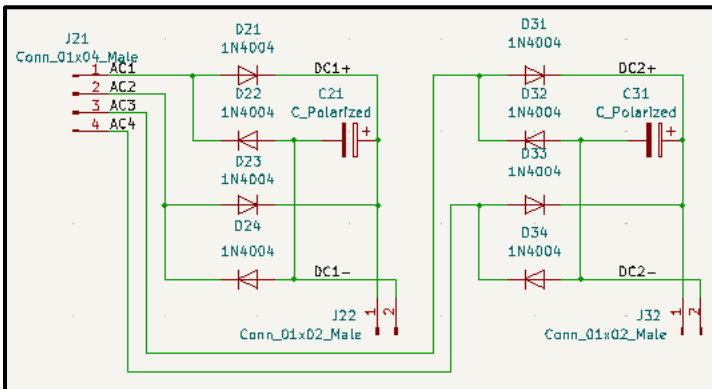 J21
Conn_01x04_Male
1 AC1
2 AC2
3 AC3
4 AC4
D21
1N4004
DC1+
D22
1N4004
C21
C_Polarized
+
D23
1N4004
D24
1N4004
DC1-
J22
1 2
Conn_01x02_Male
D31
1N4004
DC2+
D32
1N4004
C31
C_Polarized
+
D33
1N4004
D34
1N4004
DC2-
J32
1 2
Conn_01x02_Male